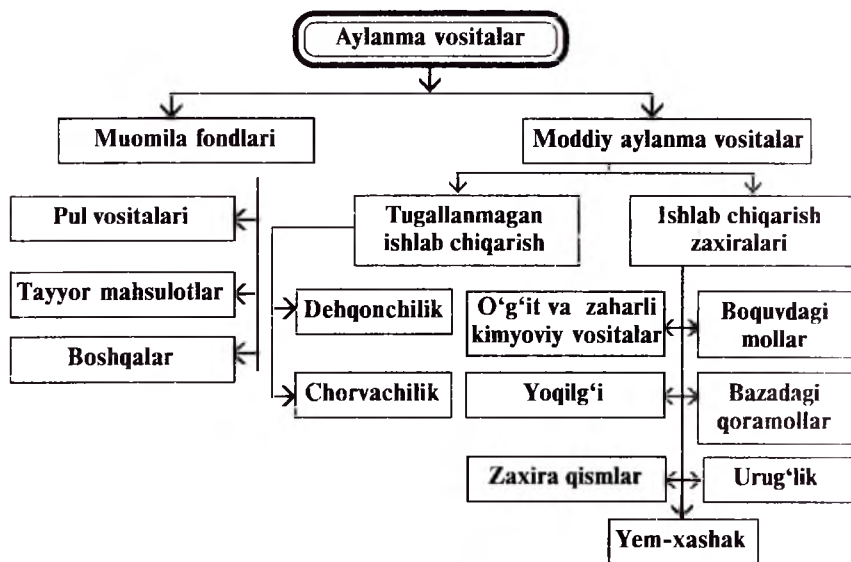 Aylanma vositalar
Muomila fondlari
Moddiy aylanma vositalar
Pul vositalari
Tugallanmagan
ishlab chiqarish
Ishlab chiqarish
zaxiralari
Tayyor mahsulotlar
Dehqonchilik
O‘g‘it va zaharli
kimyoviy vositalar
Boquvdagi
mollar
Boshqalar
Chorvachilik
Yoqilg‘i
Bazadagi
qoramollar
Zaxira qismlar
Urug‘lik
Yem-xashak